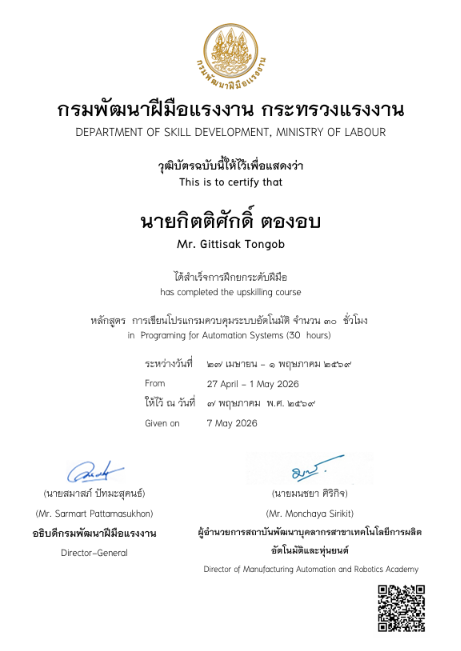 กรมพัฒนาฝีมือแรงงาน
กรมพัฒนาฝีมือแรงงาน กระทรวงแรงงาน
DEPARTMENT OF SKILL DEVELOPMENT, MINISTRY OF LABOUR
วุฒิบัตรฉบับนี้ให้ไว้เพื่อแสดงว่า
This is to certify that
นายกิตติศักดิ์ ตองอบ
Mr. Gittisak Tongob
ได้สำเร็จการฝึกยกระดับฝีมือ
has completed the upskilling course
หลักสูตร การเขียนโปรแกรมควบคุมระบบอัตโนมัติ จำนวน ๓๐ ชั่วโมง
in Programing for Automation Systems (30 hours)
ระหว่างวันที่ ๒๗ เมษายน - ๑ พฤษภาคม ๒๕๖๙
From 27 April - 1 May 2026
ให้ไว้ ณ วันที่ ๗ พฤษภาคม พ.ศ. ๒๕๖๙
Given on 7 May 2026
(นายสมาสภ์ ปัทมะสุคนธ์)
(Mr. Sarmart Pattamasukhon)
อธิบดีกรมพัฒนาฝีมือแรงงาน
Director-General
(นายมนชยา ศิริกิจ)
(Mr. Monchaya Sirikit)
ผู้อำนวยการสถาบันพัฒนาบุคลากรสาขาเทคโนโลยีการผลิต
อัตโนมัติและหุ่นยนต์
Director of Manufacturing Automation and Robotics Academy